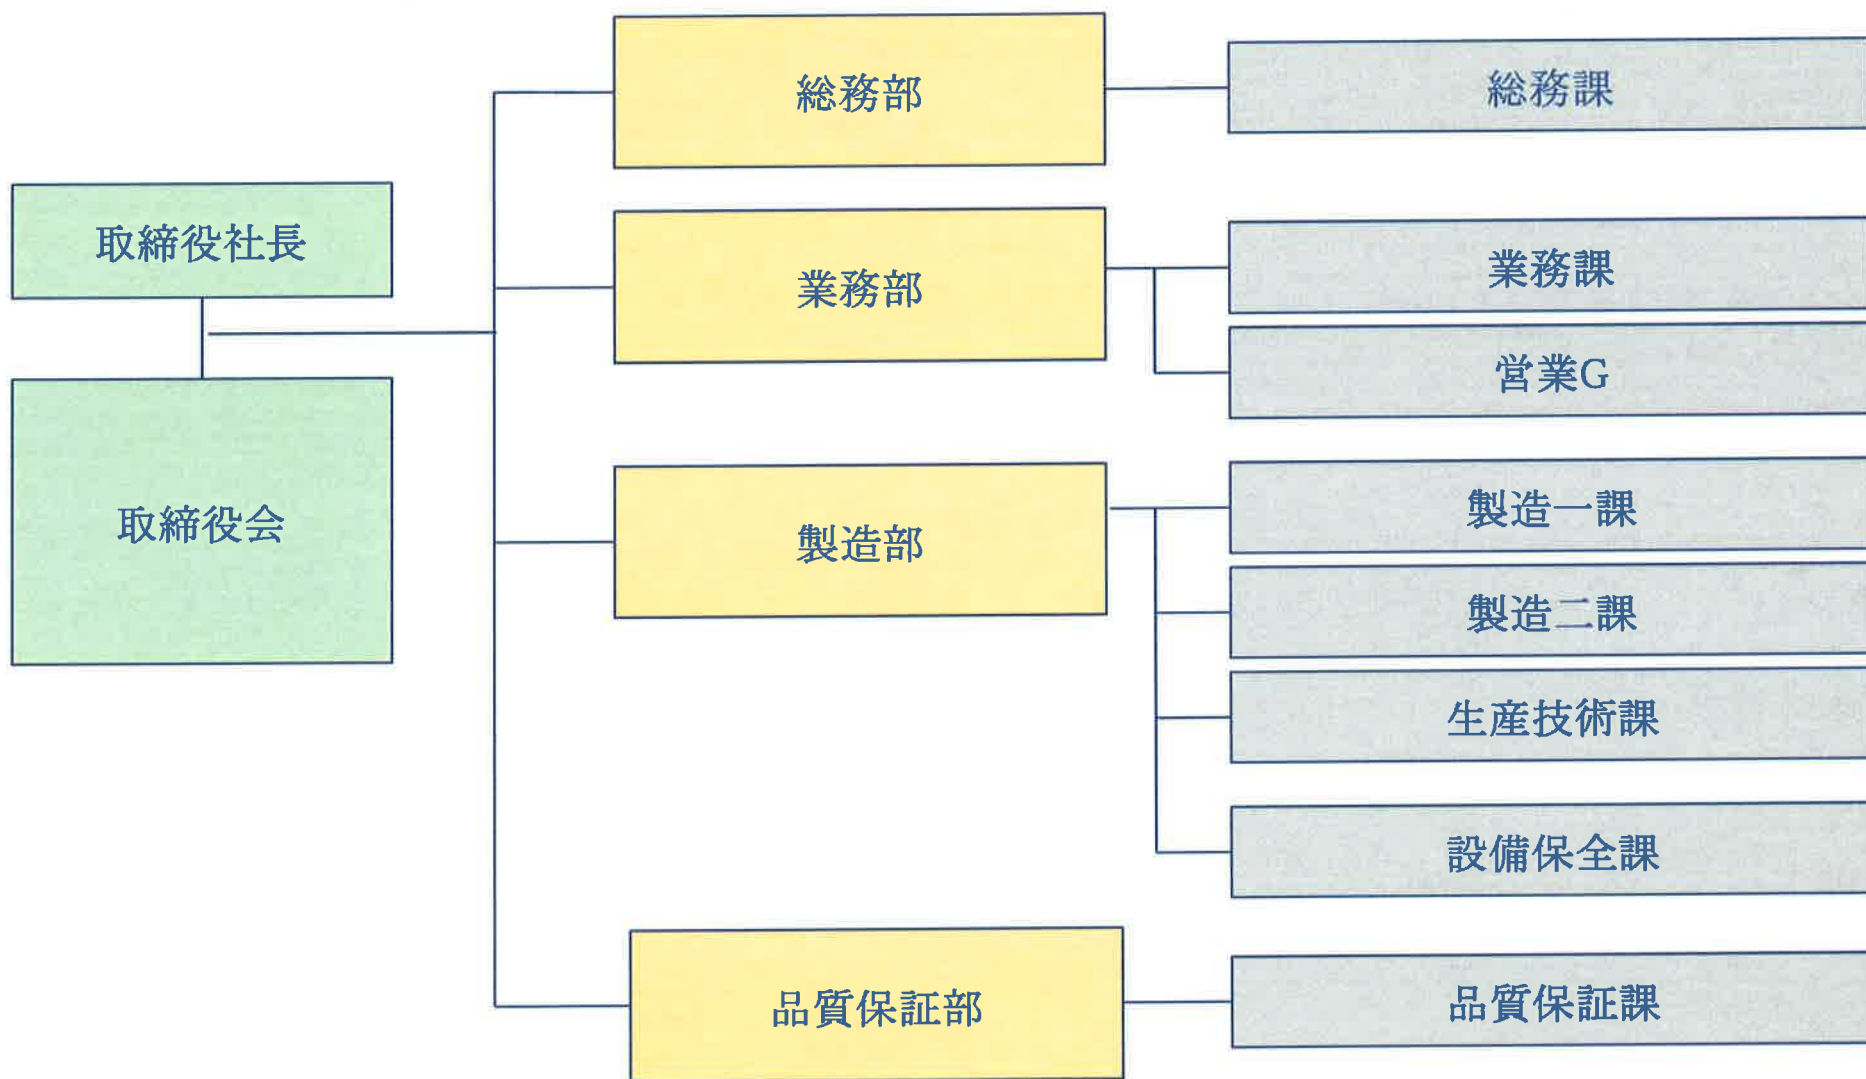 取締役社長
取締役会
総務部
総務課
業務部
業務課
営業G
製造部
製造一課
製造二課
生産技術課
設備保全課
品質保証部
品質保証課